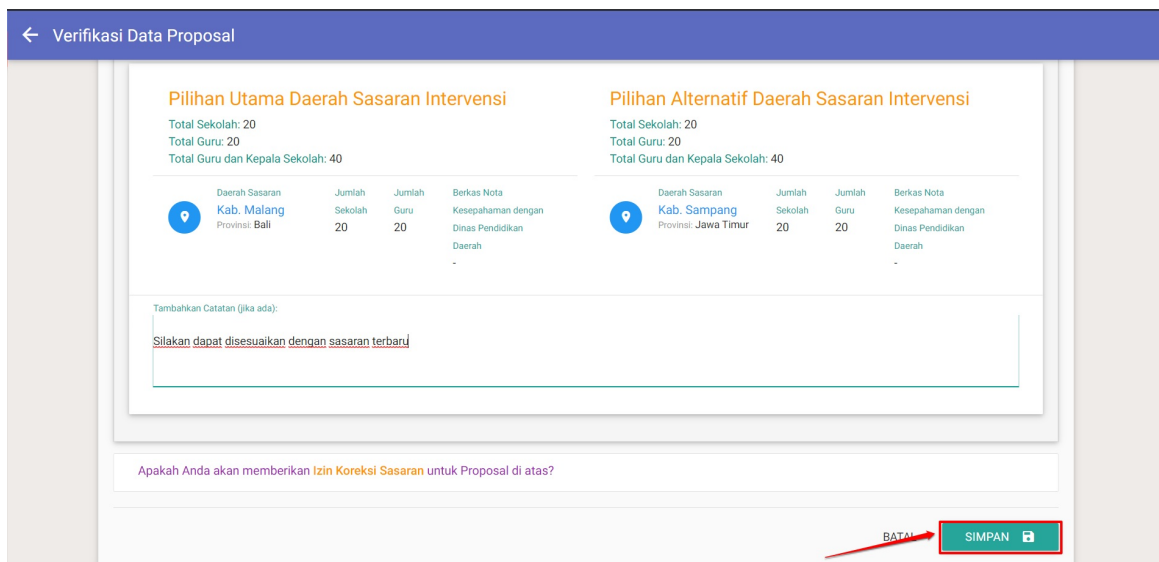 Verifikasi Data Proposal
Pilihan Utama Daerah Sasaran Intervensi
Total Sekolah: 20
Total Guru: 20
Total Guru dan Kepala Sekolah: 40
Daerah Sasaran
Kab. Malang
Provinsi: Bali
Jumlah
Sekolah
20
Jumlah
Guru
20
Berkas Nota
Kesepahaman dengan
Dinas Pendidikan
Daerah
-
Pilihan Alternatif Daerah Sasaran Intervensi
Total Sekolah: 20
Total Guru: 20
Total Guru dan Kepala Sekolah: 40
Daerah Sasaran
Kab. Sampang
Provinsi: Jawa Timur
Jumlah
Sekolah
20
Jumlah
Guru
20
Berkas Nota
Kesepahaman dengan
Dinas Pendidikan
Daerah
-
Tambahkan Catatan (jika ada):
Silakan dapat disesuaikan dengan sasaran terbaru
Apakah Anda akan memberikan Izin Koreksi Sasaran untuk Proposal di atas?
BATAL
SIMPAN